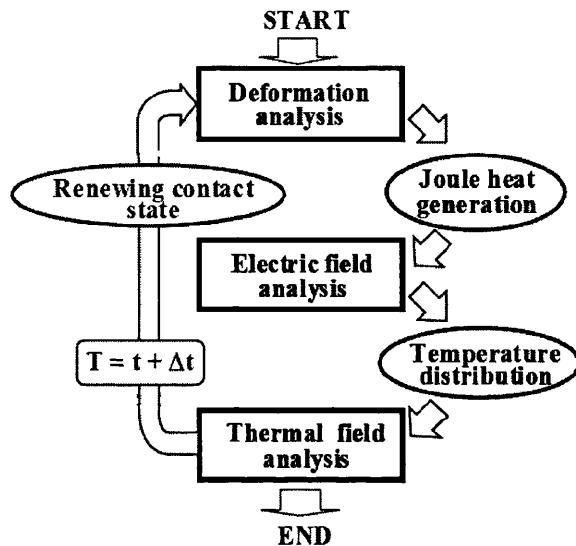 START
Deformation
analysis
Renewing contact
state
Joule heat
generation
Electric field
analysis
T = t + Δt
Temperature
distribution
Thermal field
analysis
END